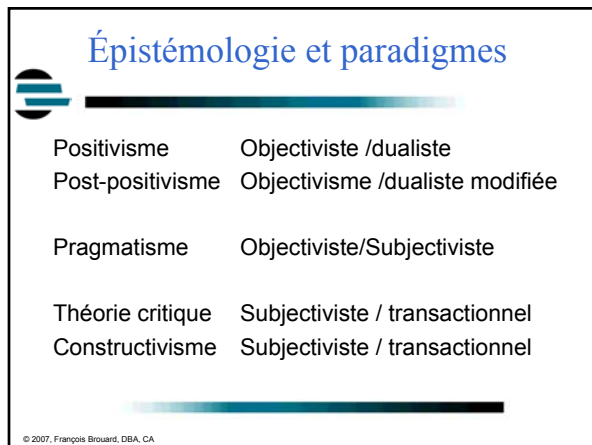 Épistémologie et paradigmes
Positivisme Objectiviste /dualiste
Post-positivisme Objectivisme /dualiste modifiée
Pragmatisme Objectiviste/Subjectiviste
Théorie critique Subjectiviste / transactionnel
Constructivisme Subjectiviste / transactionnel
© 2007, François Brouard, DBA, CA